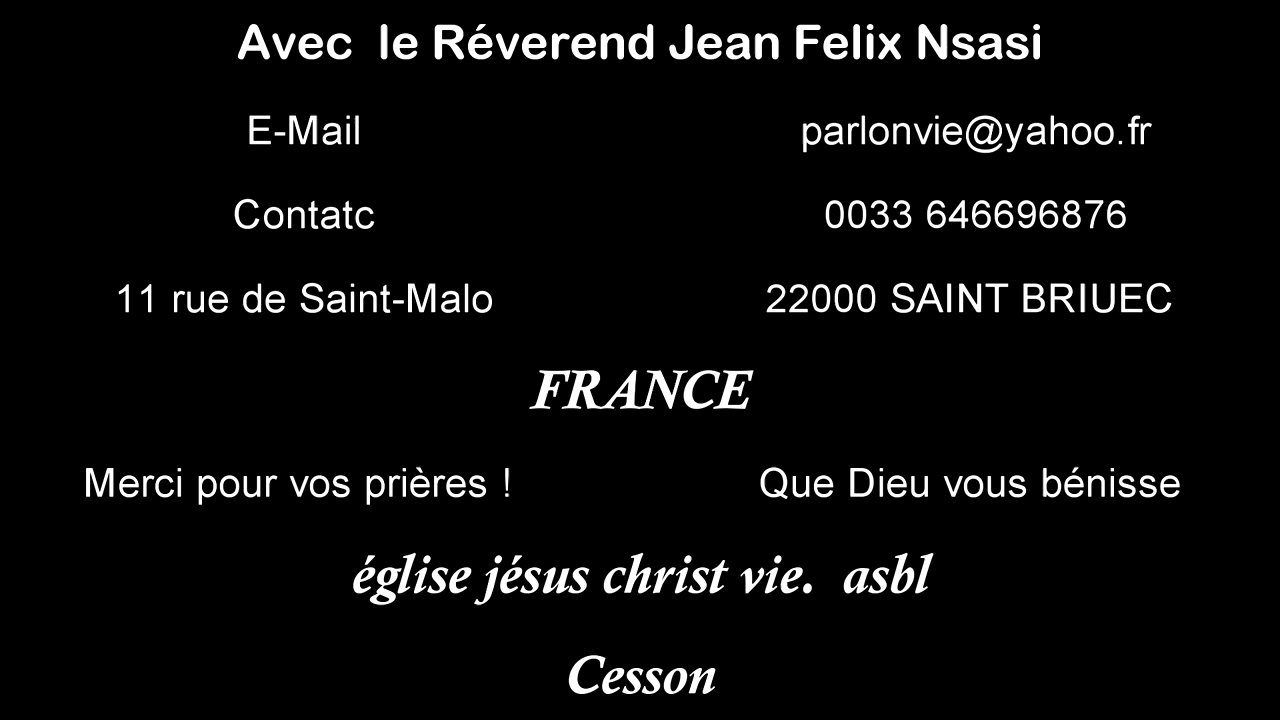 Avec le Réverend Jean Felix Nsasi
E-Mail parlonvie@yahoo.fr
Contatc 0033 646696876
11 rue de Saint-Malo 22000 SAINT BRIUEC
FRANCE
Merci pour vos prières ! Que Dieu vous bénisse
église jésus christ vie. asbl
Cesson